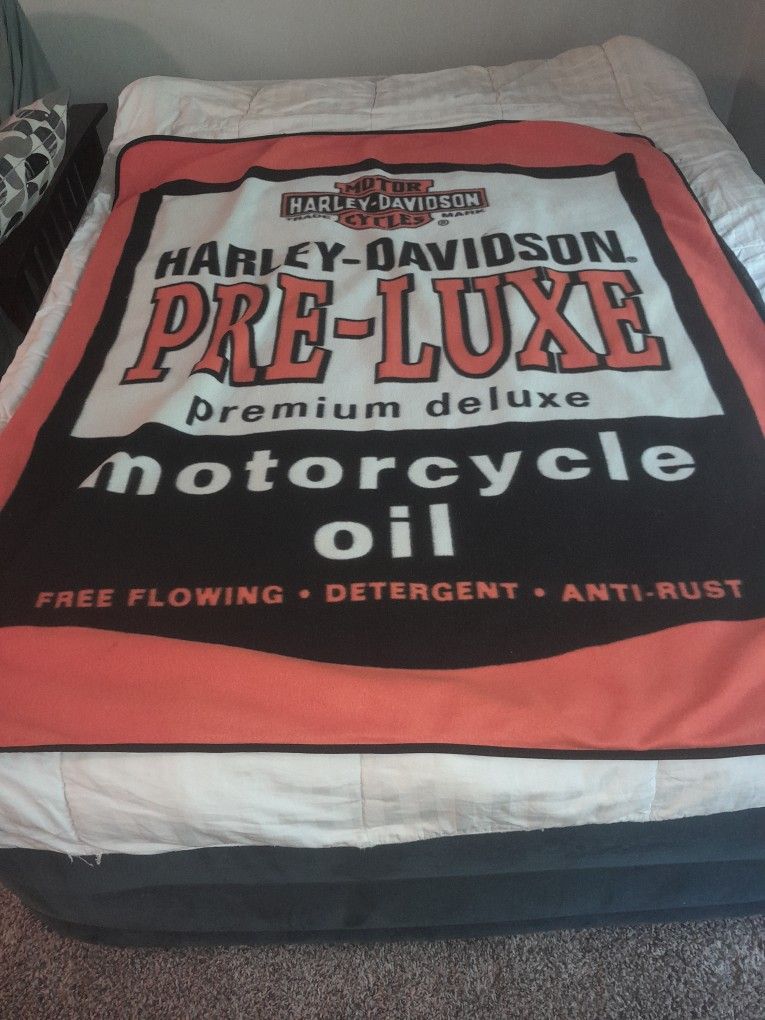 MOTOR
HARLEY-DAVIDSON
TRADE MARK
CYCLES ®
HARLEY-DAVIDSON®
PRE-LUXE
premium deluxe
motorcycle
oil
FREE FLOWING • DETERGENT • ANTI-RUST